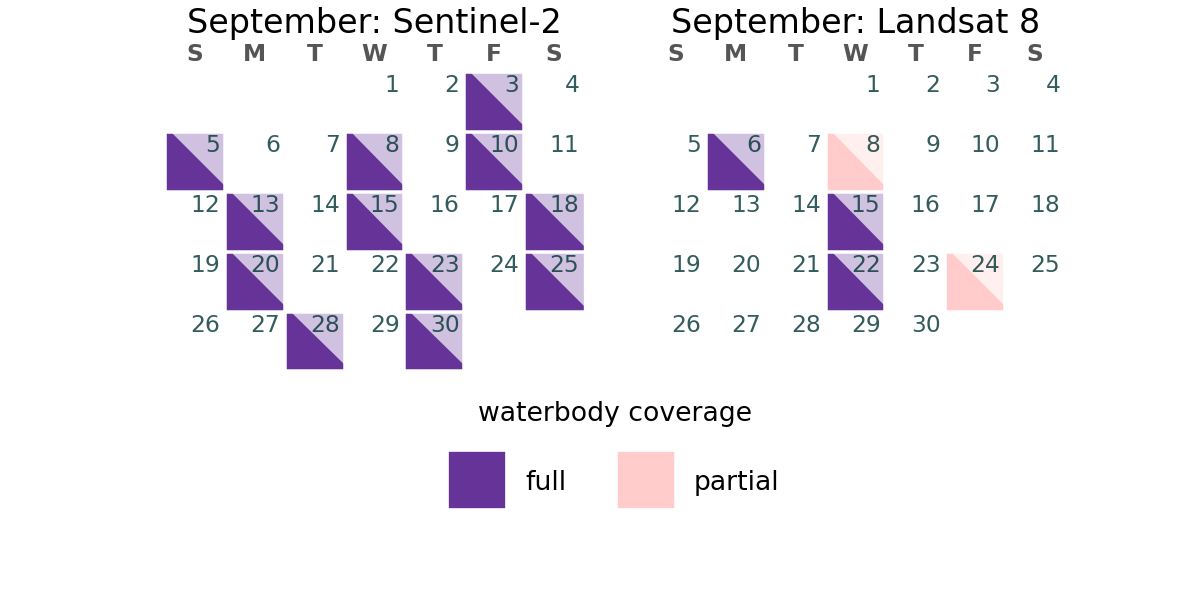 September: Sentinel-2
S M T W T F S
1 2 3 4
5 6 7 8 9 10 11
12 13 14 15 16 17 18
19 20 21 22 23 24 25
26 27 28 29 30
September: Landsat 8
S M T W T F S
1 2 3 4
5 6 7 8 9 10 11
12 13 14 15 16 17 18
19 20 21 22 23 24 25
26 27 28 29 30
waterbody coverage
full partial